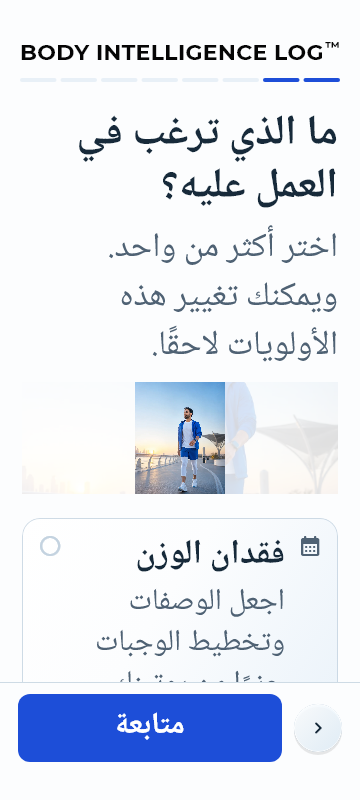 BODY INTELLIGENCE LOG™
ما الذي ترغب في
العمل عليه؟
اختر أكثر من واحد.
ويمكنك تغيير هذه
الأولويات لاحقًا.
فقدان الوزن
اجعل الوصفات
وتخطيط الوجبات
متابعة